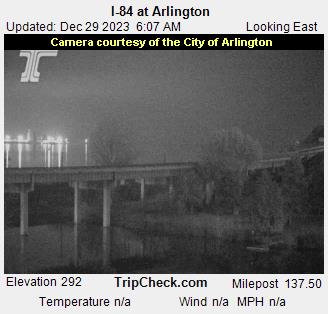 I-84 at Arlington
Updated: Dec 29 2023 6:07 AM Looking East
Camera courtesy of the City of Arlington
Elevation 292 TripCheck.com Milepost 137.50
Temperature n/a Wind n/a MPH n/a